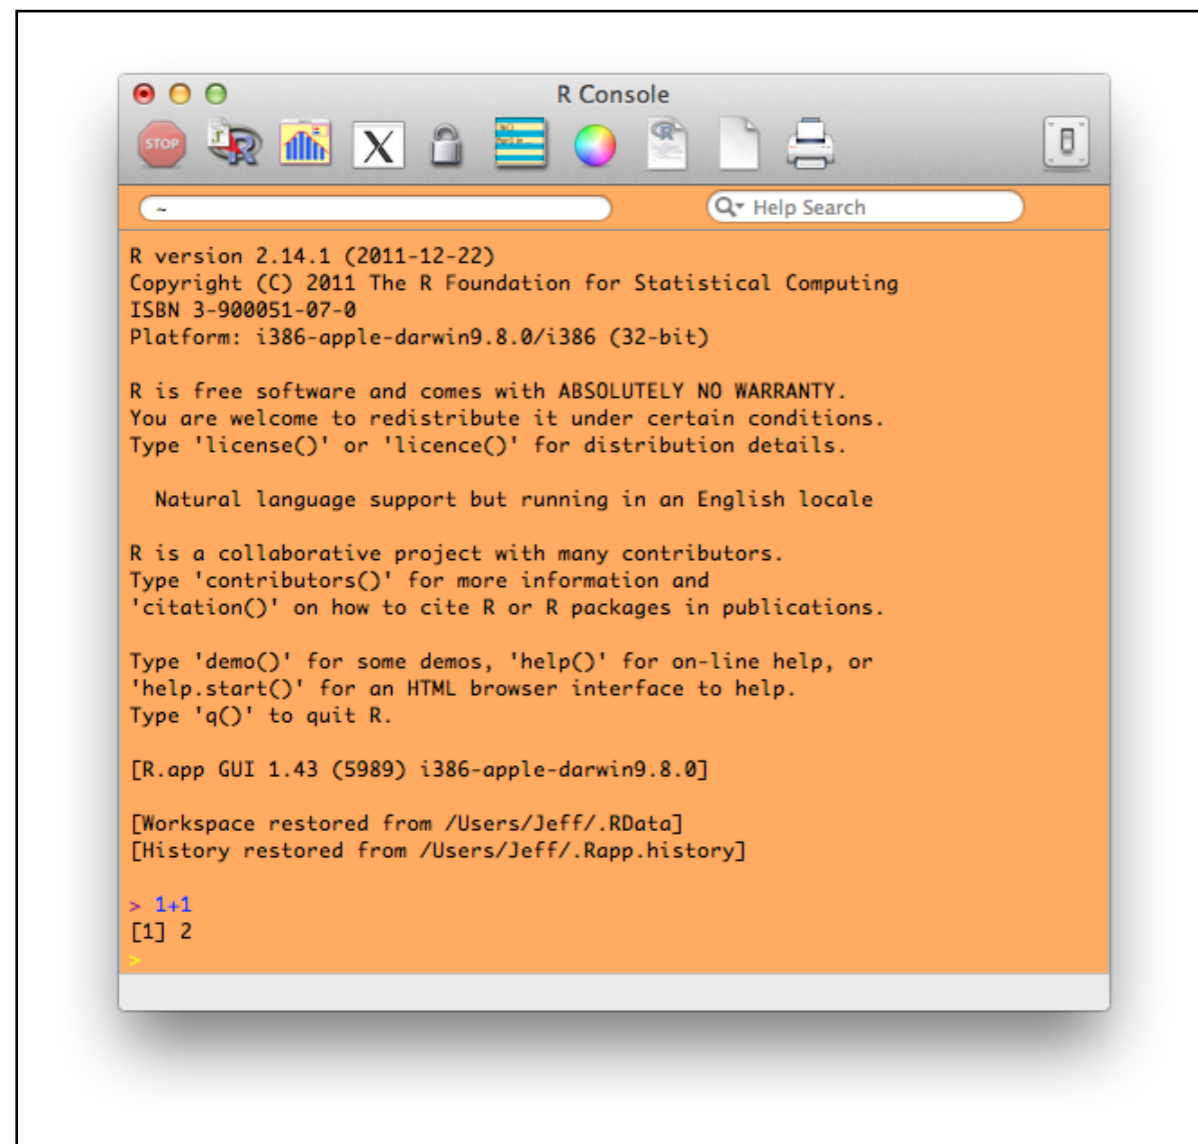 R Console
STOP
~
Help Search
R version 2.14.1 (2011-12-22)
Copyright (C) 2011 The R Foundation for Statistical Computing
ISBN 3-900051-07-0
Platform: i386-apple-darwin9.8.0/i386 (32-bit)
R is free software and comes with ABSOLUTELY NO WARRANTY.
You are welcome to redistribute it under certain conditions.
Type 'license()' or 'licence()' for distribution details.
Natural language support but running in an English locale
R is a collaborative project with many contributors.
Type 'contributors()' for more information and
'citation()' on how to cite R or R packages in publications.
Type 'demo()' for some demos, 'help()' for on-line help, or
'help.start()' for an HTML browser interface to help.
Type 'q()' to quit R.
[R.app GUI 1.43 (5989) i386-apple-darwin9.8.0]
[Workspace restored from /Users/Jeff/.RData]
[History restored from /Users/Jeff/.Rapp.history]
> 1+1
[1] 2
>